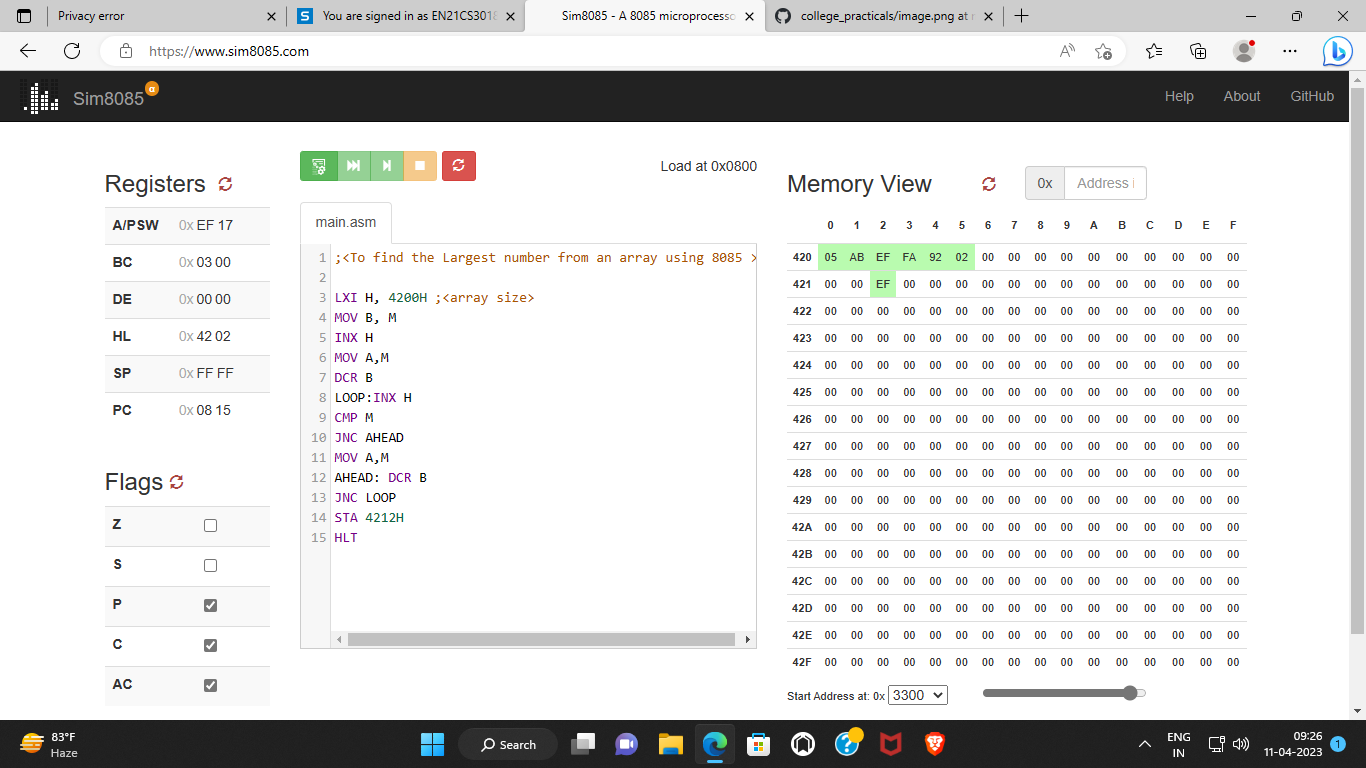 Privacy error
You are signed in as EN21CS3018
Sim8085 - A 8085 microprocesso
college_practicals/image.png at r
https://www.sim8085.com
Sim8085 α
Help About GitHub
Registers
A/PSW 0x EF 17
BC 0x 03 00
DE 0x 00 00
HL 0x 42 02
SP 0x FF FF
PC 0x 08 15
Flags
Z
S
P
C
AC
Load at 0x0800
main.asm
1 ;<To find the Largest number from an array using 8085 >
2
3 LXI H, 4200H ;<array size>
4 MOV B, M
5 INX H
6 MOV A,M
7 DCR B
8 LOOP:INX H
9 CMP M
10 JNC AHEAD
11 MOV A,M
12 AHEAD: DCR B
13 JNC LOOP
14 STA 4212H
15 HLT
Memory View 0x Address
0 1 2 3 4 5 6 7 8 9 A B C D E F
420 05 AB EF FA 92 02 00 00 00 00 00 00 00 00 00 00
421 00 00 EF 00 00 00 00 00 00 00 00 00 00 00 00 00
422 00 00 00 00 00 00 00 00 00 00 00 00 00 00 00 00
423 00 00 00 00 00 00 00 00 00 00 00 00 00 00 00 00
424 00 00 00 00 00 00 00 00 00 00 00 00 00 00 00 00
425 00 00 00 00 00 00 00 00 00 00 00 00 00 00 00 00
426 00 00 00 00 00 00 00 00 00 00 00 00 00 00 00 00
427 00 00 00 00 00 00 00 00 00 00 00 00 00 00 00 00
428 00 00 00 00 00 00 00 00 00 00 00 00 00 00 00 00
429 00 00 00 00 00 00 00 00 00 00 00 00 00 00 00 00
42A 00 00 00 00 00 00 00 00 00 00 00 00 00 00 00 00
42B 00 00 00 00 00 00 00 00 00 00 00 00 00 00 00 00
42C 00 00 00 00 00 00 00 00 00 00 00 00 00 00 00 00
42D 00 00 00 00 00 00 00 00 00 00 00 00 00 00 00 00
42E 00 00 00 00 00 00 00 00 00 00 00 00 00 00 00 00
42F 00 00 00 00 00 00 00 00 00 00 00 00 00 00 00 00
Start Address at: 0x 3300
83°F
Haze
Search
ENG
IN
09:26
11-04-2023
1